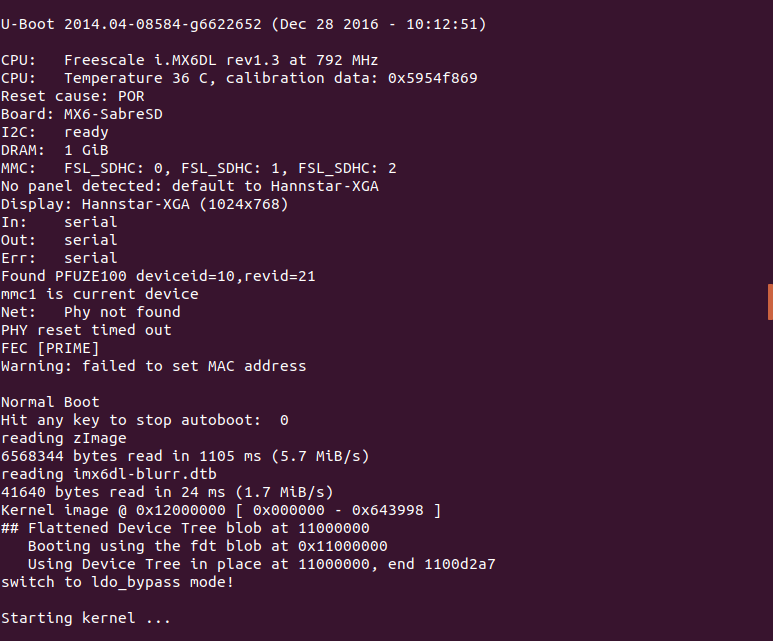 U-Boot 2014.04-08584-g6622652 (Dec 28 2016 - 10:12:51)
CPU:   Freescale i.MX6DL rev1.3 at 792 MHz
CPU:   Temperature 36 C, calibration data: 0x5954f869
Reset cause: POR
Board: MX6-SabreSD
I2C:   ready
DRAM:  1 GiB
MMC:   FSL_SDHC: 0, FSL_SDHC: 1, FSL_SDHC: 2
No panel detected: default to Hannstar-XGA
Display: Hannstar-XGA (1024x768)
In:    serial
Out:   serial
Err:   serial
Found PFUZE100 deviceid=10,revid=21
mmc1 is current device
Net:   Phy not found
PHY reset timed out
FEC [PRIME]
Warning: failed to set MAC address
Normal Boot
Hit any key to stop autoboot:  0
reading zImage
6568344 bytes read in 1105 ms (5.7 MiB/s)
reading imx6dl-blurr.dtb
41640 bytes read in 24 ms (1.7 MiB/s)
Kernel image @ 0x12000000 [ 0x000000 - 0x643998 ]
## Flattened Device Tree blob at 11000000
   Booting using the fdt blob at 0x11000000
   Using Device Tree in place at 11000000, end 1100d2a7
switch to ldo_bypass mode!
Starting kernel ...